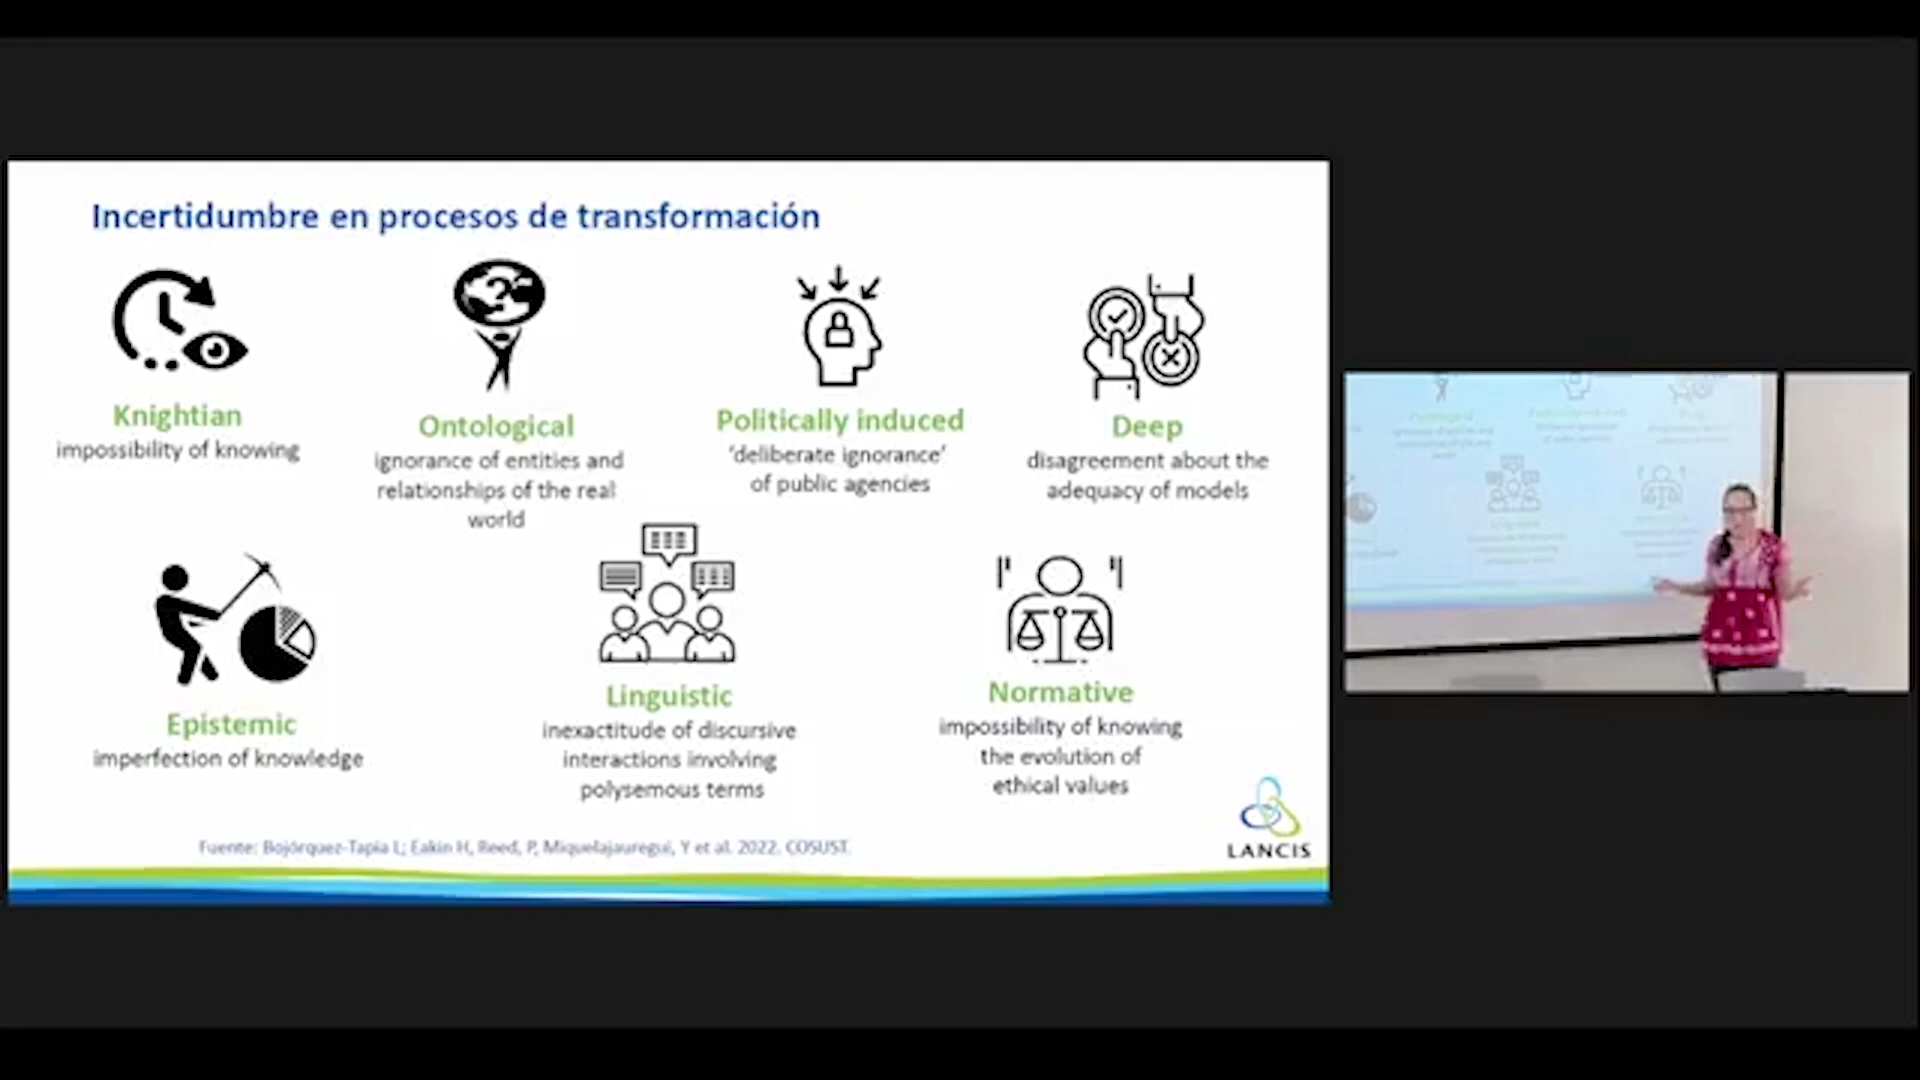 Incertidumbre en procesos de transformación
Knightian
impossibility of knowing
Ontological
ignorance of entities and
relationships of the real
world
Politically induced
‘deliberate ignorance’
of public agencies
Deep
disagreement about the
adequacy of models
Epistemic
imperfection of knowledge
Linguistic
inexactitude of discursive
interactions involving
polysemous terms
Normative
impossibility of knowing
the evolution of
ethical values
Fuente: Bojórquez-Tapia L; Eakin H, Reed, P, Miquelajauregui, Y et al. 2022. COSUST.
LANCIS